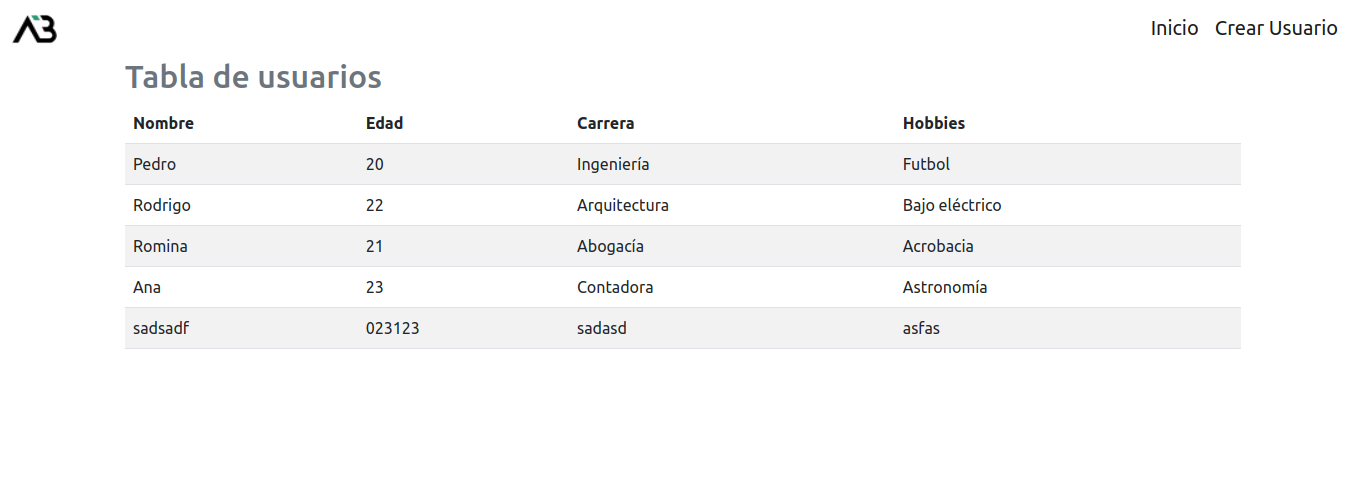 AB
Inicio Crear Usuario
Tabla de usuarios
Nombre Edad Carrera Hobbies
Pedro 20 Ingeniería Futbol
Rodrigo 22 Arquitectura Bajo eléctrico
Romina 21 Abogacía Acrobacia
Ana 23 Contadora Astronomía
sadsadf 023123 sadasd asfas